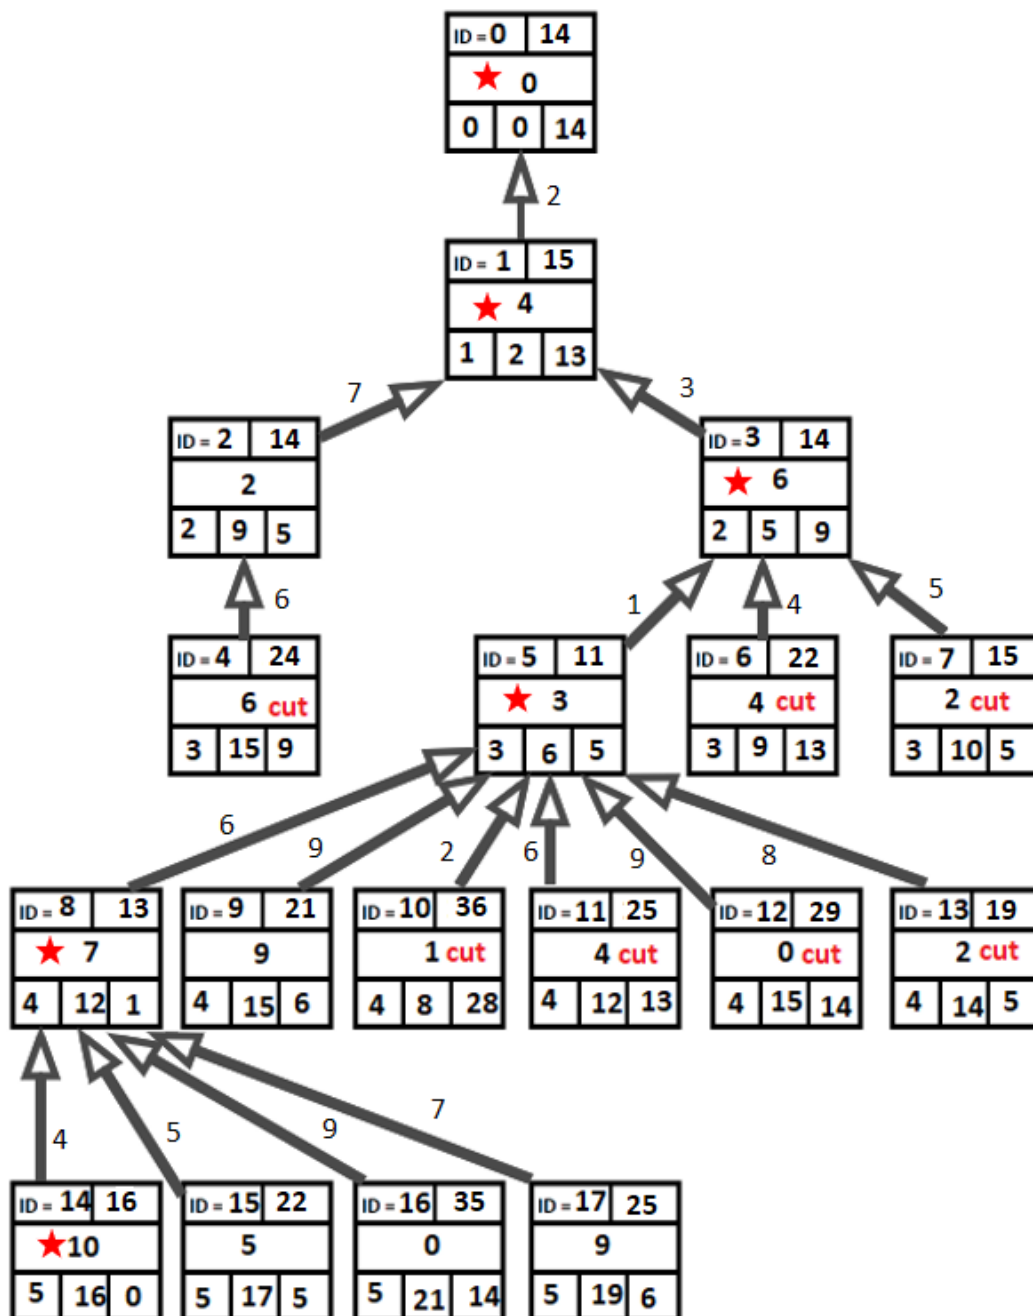 ID = 0 14
0
0 0 14
2
ID = 1 15
4
1 2 13
7 3
ID = 2 14
2
2 9 5
ID = 3 14
6
2 5 9
6 1 4 5
ID = 4 24
6 cut
3 15 9
ID = 5 11
3
3 6 5
ID = 6 22
4 cut
3 9 13
ID = 7 15
2 cut
3 10 5
6 9 2 6 9 8
ID = 8 13
7
4 12 1
ID = 9 21
9
4 15 6
ID = 10 36
1 cut
4 8 28
ID = 11 25
4 cut
4 12 13
ID = 12 29
0 cut
4 15 14
ID = 13 19
2 cut
4 14 5
4 5 9 7
ID = 14 16
10
5 16 0
ID = 15 22
5
5 17 5
ID = 16 35
0
5 21 14
ID = 17 25
9
5 19 6